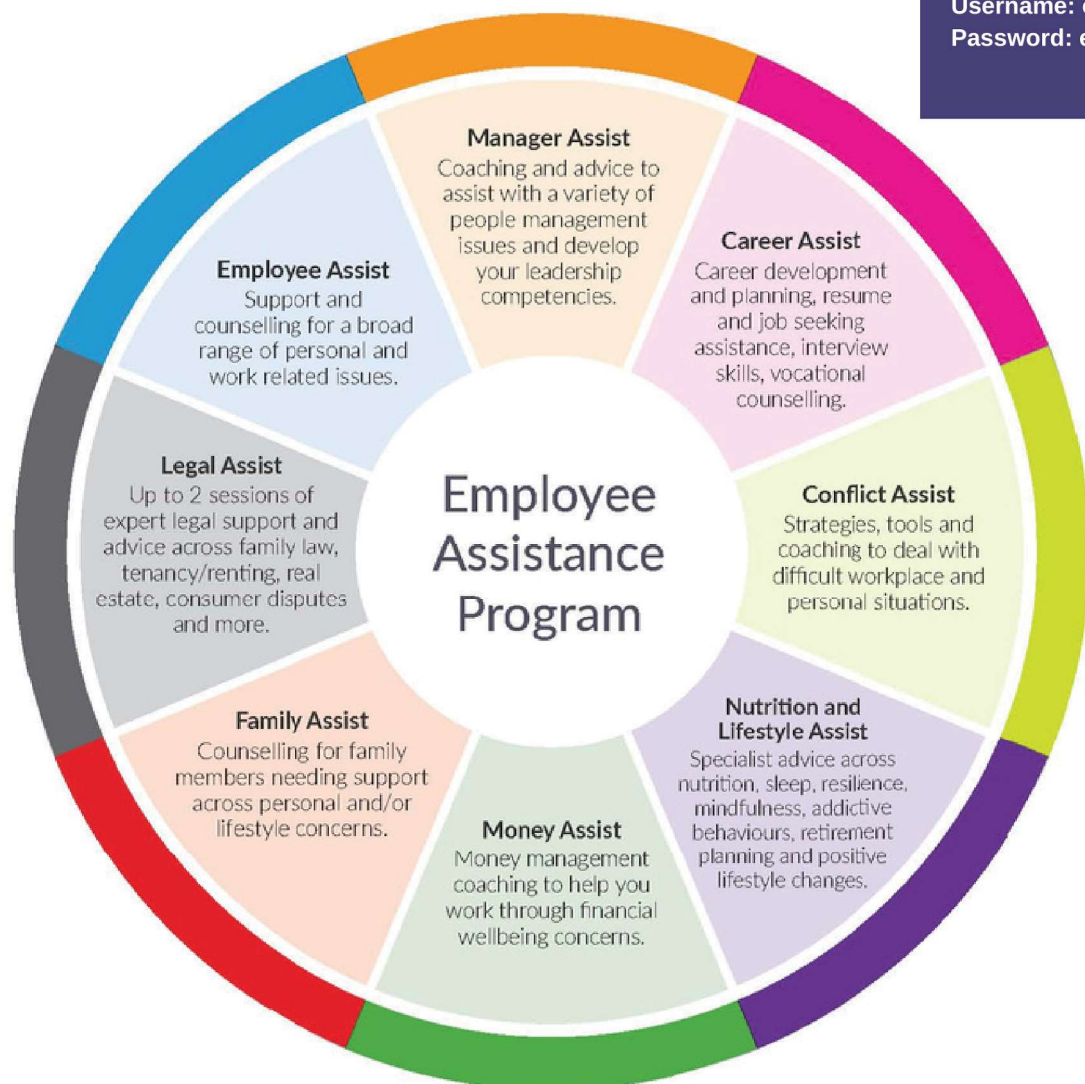 Username:
Password:
Manager Assist
Coaching and advice to
assist with a variety of
people management
issues and develop
your leadership
competencies.
Career Assist
Career development
and planning, resume
and job seeking
assistance, interview
skills, vocational
counselling.
Employee Assist
Support and
counselling for a broad
range of personal and
work related issues.
Legal Assist
Up to 2 sessions of
expert legal support and
advice across family law,
tenancy/renting, real
estate, consumer disputes
and more.
Employee
Assistance
Program
Conflict Assist
Strategies, tools and
coaching to deal with
difficult workplace and
personal situations.
Family Assist
Counselling for family
members needing support
across personal and/or
lifestyle concerns.
Money Assist
Money management
coaching to help you
work through financial
wellbeing concerns.
Nutrition and
Lifestyle Assist
Specialist advice across
nutrition, sleep, resilience,
mindfulness, addictive
behaviours, retirement
planning and positive
lifestyle changes.